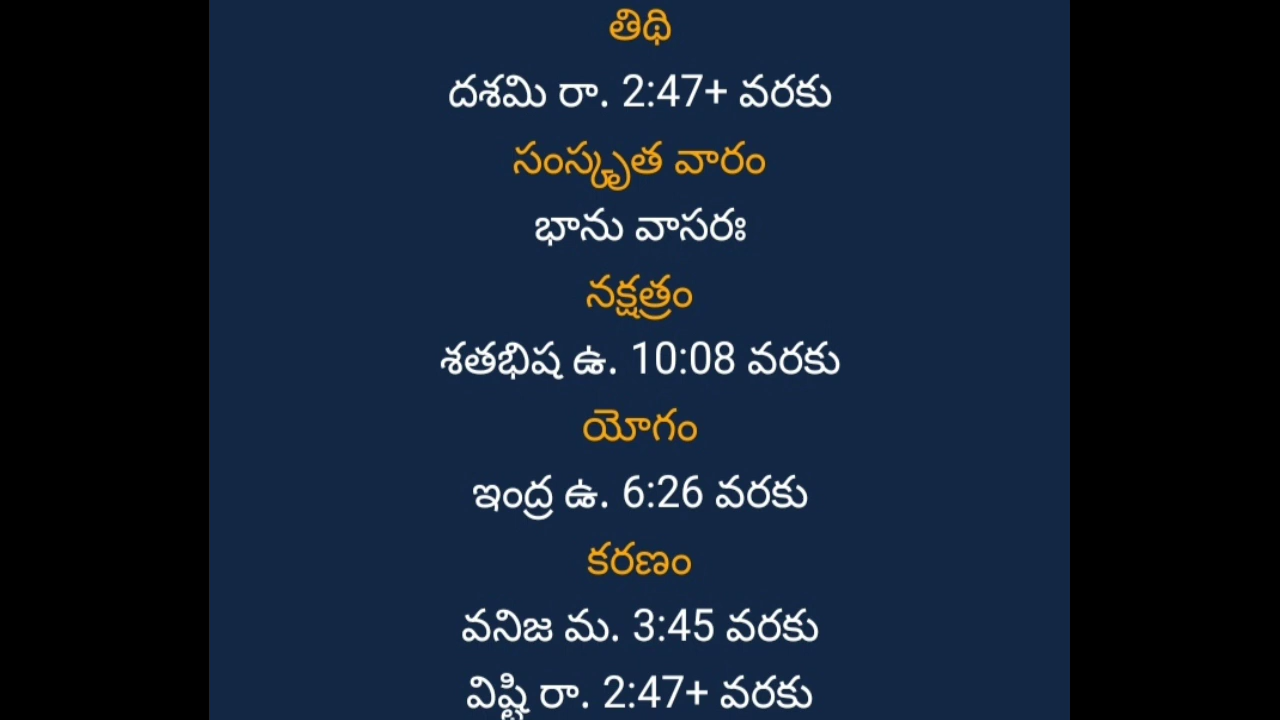 తిథి
దశమి రా. 2:47+ వరకు
సంస్కృత వారం
భాను వాసరః
నక్షత్రం
శతభిష ఉ. 10:08 వరకు
యోగం
ఇంద్ర ఉ. 6:26 వరకు
కరణం
వనిజ మ. 3:45 వరకు
విష్టి రా. 2:47+ వరకు